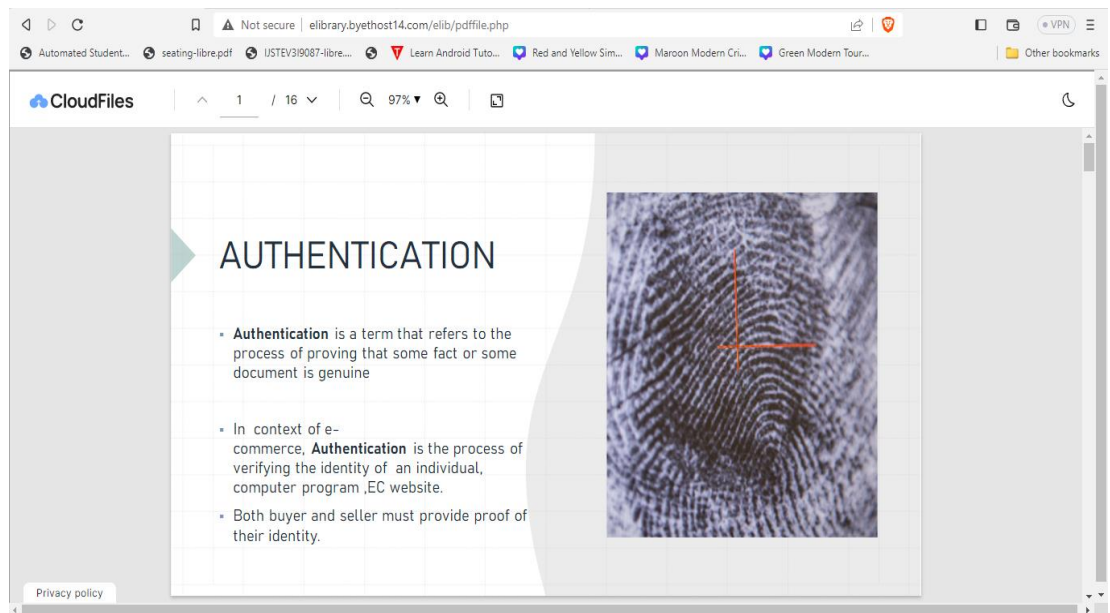 Not secure elibrary.byethost14.com/elib/pdffile.php
VPN
Automated Student... seating-libre.pdf IJSTEV3I9087-libre.... Learn Android Tuto... Red and Yellow Sim... Maroon Modern Cri... Green Modern Tour... Other bookmarks
CloudFiles 1 / 16 97%
AUTHENTICATION
Authentication is a term that refers to the
process of proving that some fact or some
document is genuine
In context of e-
commerce, Authentication is the process of
verifying the identity of an individual,
computer program ,EC website.
Both buyer and seller must provide proof of
their identity.
Privacy policy